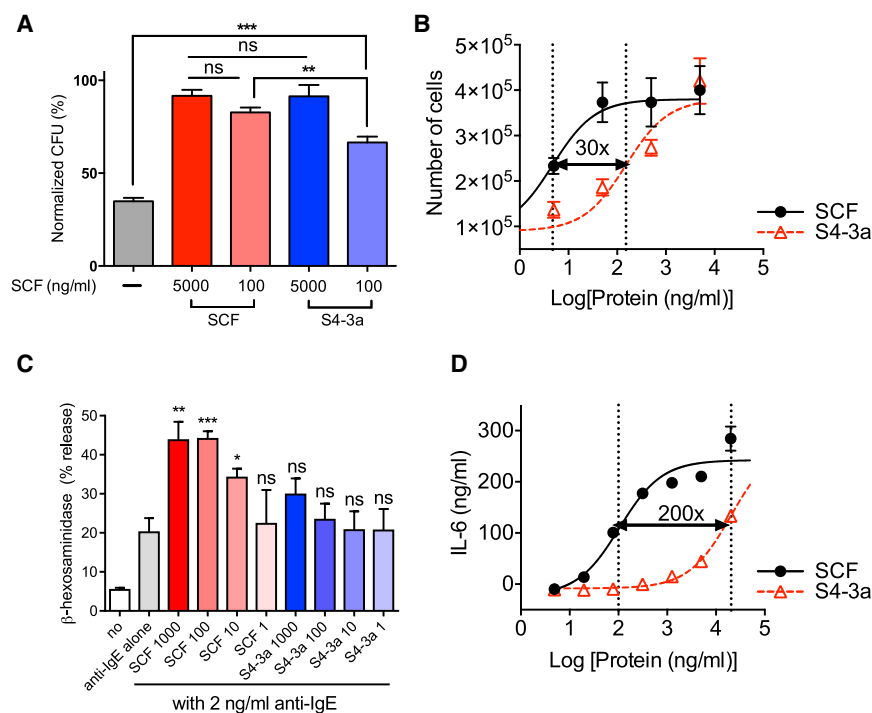 A
***
ns
ns
**
Normalized CFU (%)
100
50
0
SCF (ng/ml)
–
5000
100
5000
100
SCF
S4-3a
B
Number of cells
5×10⁵
4×10⁵
3×10⁵
2×10⁵
1×10⁵
30x
0
1
2
3
4
5
Log[Protein (ng/ml)]
SCF
S4-3a
C
β-hexosaminidase (% release)
50
40
30
20
10
0
**
***
*
ns
ns
ns
ns
ns
no
anti-IgE alone
SCF 1000
SCF 100
SCF 10
SCF 1
S4-3a 1000
S4-3a 100
S4-3a 10
S4-3a 1
with 2 ng/ml anti-IgE
D
IL-6 (ng/ml)
300
200
100
0
200x
0
1
2
3
4
5
Log [Protein (ng/ml)]
SCF
S4-3a